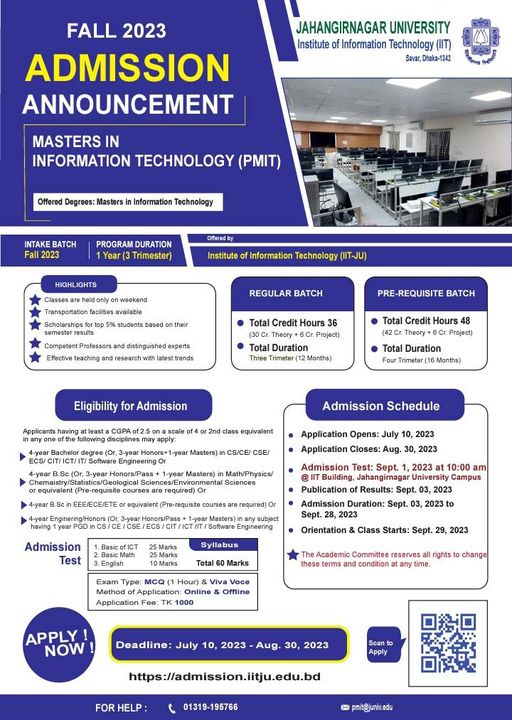 FALL 2023
ADMISSION
ANNOUNCEMENT
MASTERS IN
INFORMATION TECHNOLOGY (PMIT)
Offered Degrees: Masters in Information Technology
JAHANGIRNAGAR UNIVERSITY
Institute of Information Technology (IIT)
Savar, Dhaka-1342
INTAKE BATCH
Fall 2023
PROGRAM DURATION
1 Year (3 Trimester)
Offered by
Institute of Information Technology (IIT-JU)
HIGHLIGHTS
Classes are held only on weekend
Transportation facilities available
Scholarships for top 5% students based on their
semester results
Competent Professors and distinguished experts
Effective teaching and research with latest trends
REGULAR BATCH
Total Credit Hours 36
(30 Cr. Theory + 6 Cr. Project)
Total Duration
Three Trimeter (12 Months)
PRE-REQUISITE BATCH
Total Credit Hours 48
(42 Cr. Theory + 6 Cr. Project)
Total Duration
Four Trimeter (16 Months)
Eligibility for Admission
Applicants having at least a CGPA of 2.5 on a scale of 4 or 2nd class equivalent
in any one of the following disciplines may apply:
4-year Bachelor degree (Or, 3-year Honors+1-year Masters) in CS/CE/ CSE/
ECS/ CIT/ ICT/ IT/ Software Engineering Or
4-year B.Sc (Or, 3-year Honors/Pass + 1-year Masters) in Math/Physics/
Chemaistry/Statistics/Geological Sciences/Environmental Sciences
or equivalent (Pre-requisite courses are required) Or
4-year B.Sc in EEE/ECE/ETE or equivalent (Pre-requisite courses are required) Or
4-year Engineering/Honors (Or, 3-year Honors/Pass + 1-year Masters) in any subject
having 1 year PGD in CS / CE / CSE / ECS / CIT / ICT /IT / Software Engineering
Admission
Test
Syllabus
1. Basic of ICT 25 Marks
2. Basic Math 25 Marks
3. English 10 Marks
Total 60 Marks
Exam Type: MCQ (1 Hour) & Viva Voce
Method of Application: Online & Offline
Application Fee: TK 1000
Admission Schedule
Application Opens: July 10, 2023
Application Closes: Aug. 30, 2023
Admission Test: Sept. 1, 2023 at 10:00 am
@ IIT Building, Jahangirnagar University Campus
Publication of Results: Sept. 03, 2023
Admission Duration: Sept. 03, 2023 to
Sept. 28, 2023
Orientation & Class Starts: Sept. 29, 2023
The Academic Committee reserves all rights to change
these terms and condition at any time.
APPLY !
NOW !
Deadline: July 10, 2023 - Aug. 30, 2023
https://admission.iitju.edu.bd
Scan to
Apply
FOR HELP :
01319-195766
pmit@juniv.edu